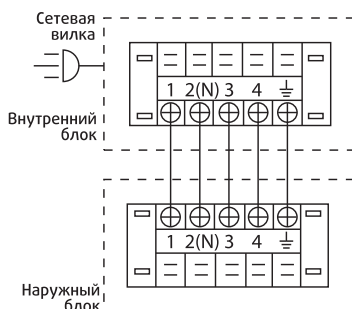 Сетевая
вилка
1 2(N) 3 4
Внутренний
блок
1 2(N) 3 4
Наружный
блок